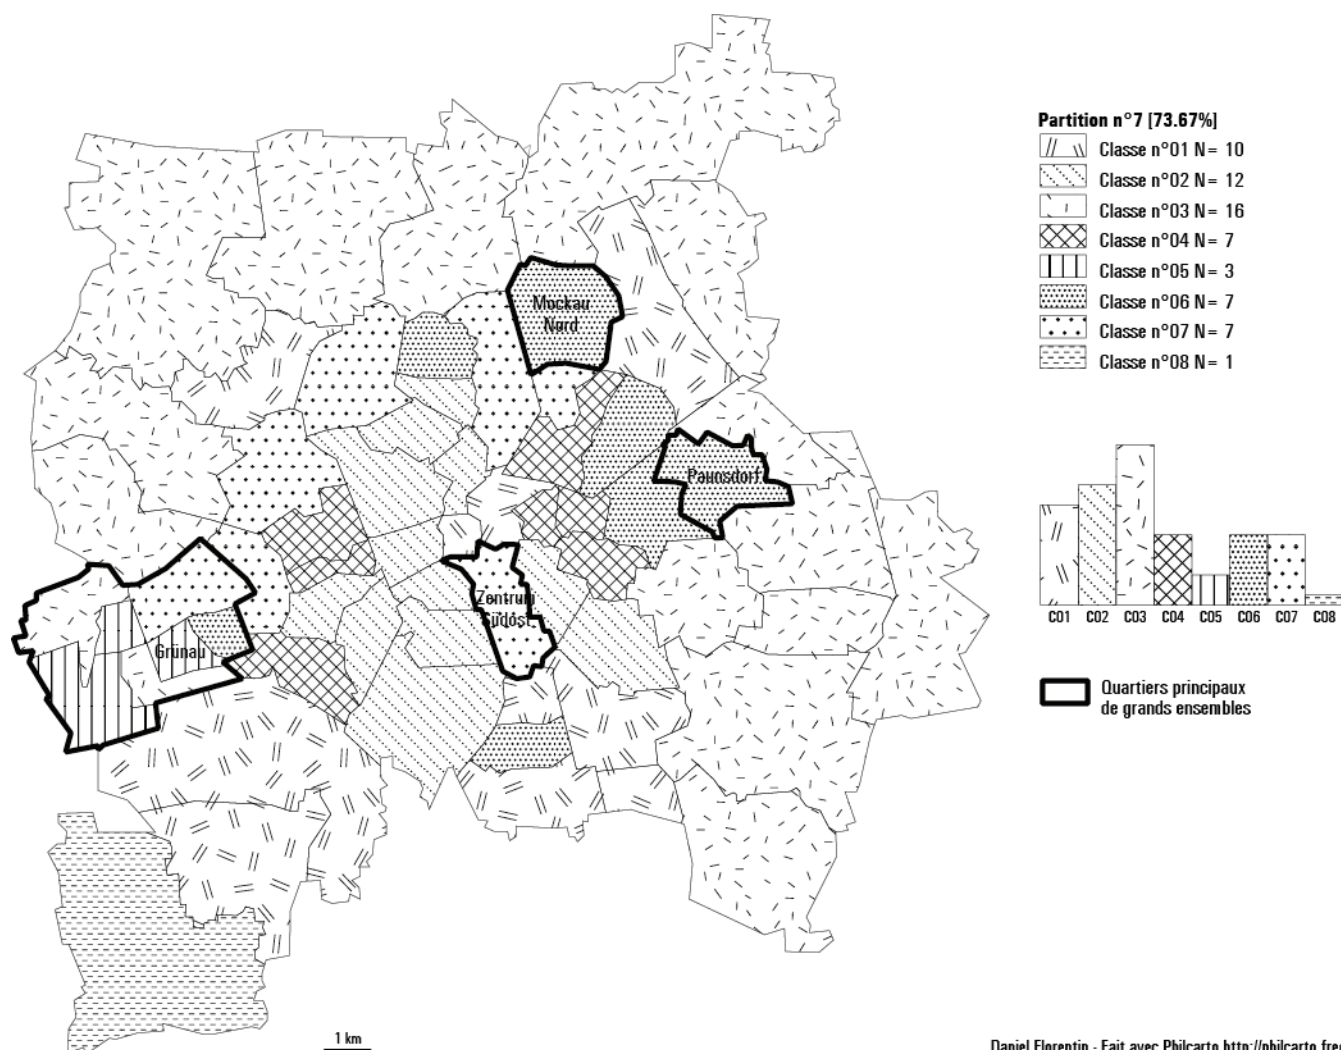 Partition n°7 [73.67%]
Classe n°01 N= 10
Classe n°02 N= 12
Classe n°03 N= 16
Classe n°04 N= 7
Classe n°05 N= 3
Classe n°06 N= 7
Classe n°07 N= 7
Classe n°08 N= 1
Mockau
Nord
Paunsdorf
Zentrum
Südost
Grünau
C01 C02 C03 C04 C05 C06 C07 C08
Quartiers principaux
de grands ensembles
1 km
Daniel Florentin - Fait avec Philcarto http://philcarto.fre